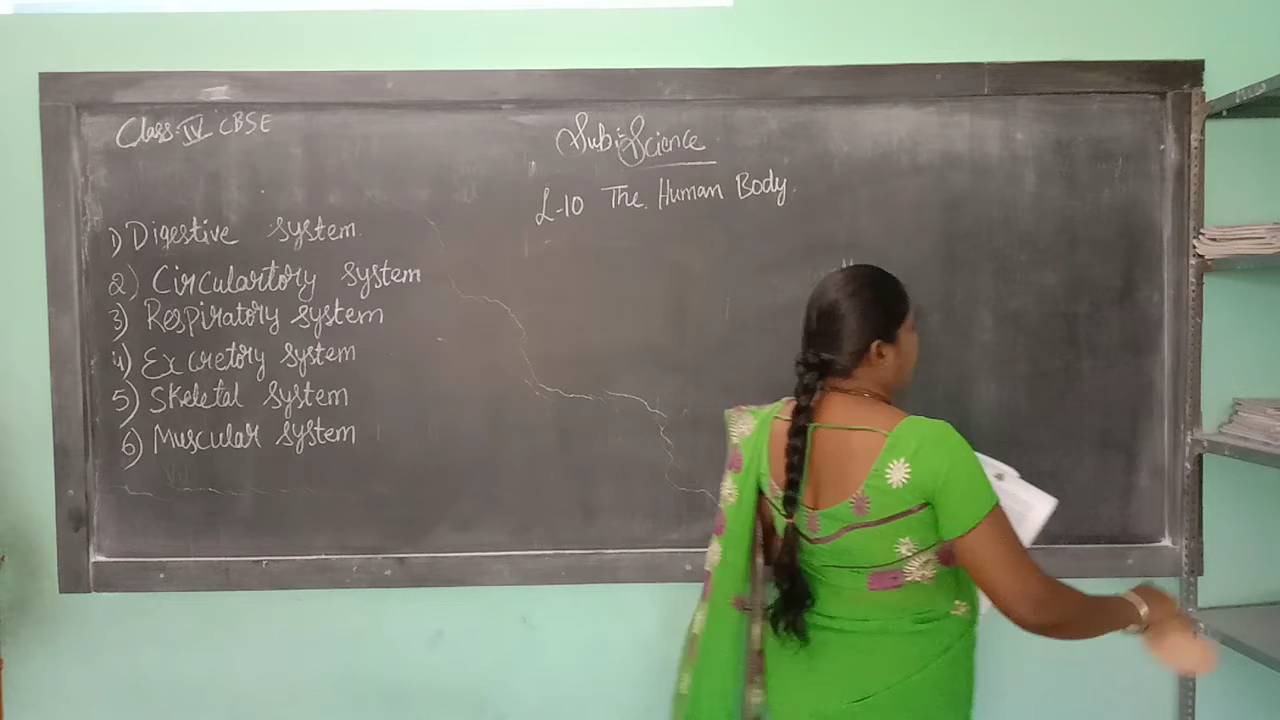 Class:- IV CBSE
Sub:- Science
L-10 The Human Body
1) Digestive system
2) Circulartory system
3) Respiratory system
4) Excretory system
5) Skeletal system
6) Muscular system